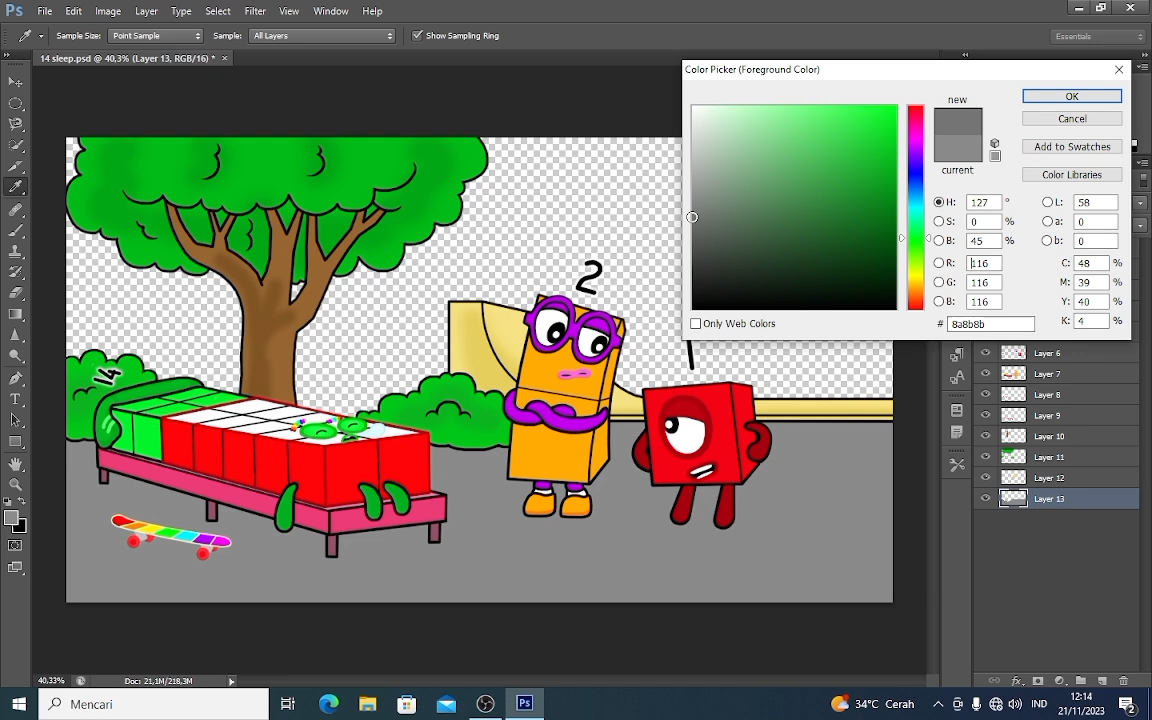 Ps File Edit Image Layer Type Select Filter View Window Help
Sample Size: Point Sample Sample: All Layers Show Sampling Ring Essentials
14 sleep.psd @ 40,3% (Layer 13, RGB/16) * ×
Color Picker (Foreground Color)
new
OK
Cancel
Add to Swatches
current
Color Libraries
H: 127 ° L: 58
S: 0 % a: 0
B: 45 % b: 0
R: 116 C: 48 %
G: 116 M: 39 %
B: 116 Y: 40 %
K: 4 %
Only Web Colors
# 8a8b8b
2
1
14
Layer 6
Layer 7
Layer 8
Layer 9
Layer 10
Layer 11
Layer 12
Layer 13
40.33% Doc: 21,1M/218,3M
Mencari
Ps
34°C Cerah
IND
12:14
21/11/2023
2